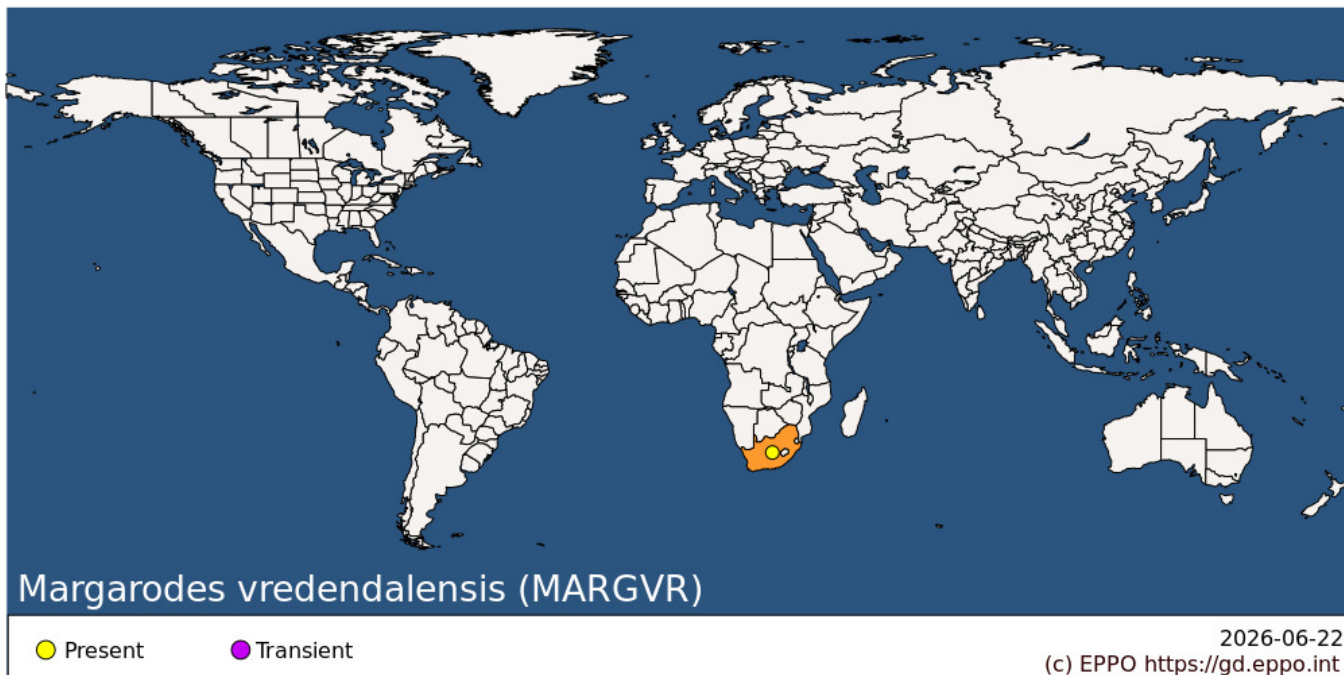 Margarodes vredendalensis (MARGVR)
Present
Transient
2026-06-22
(c) EPPO https://gd.eppo.int